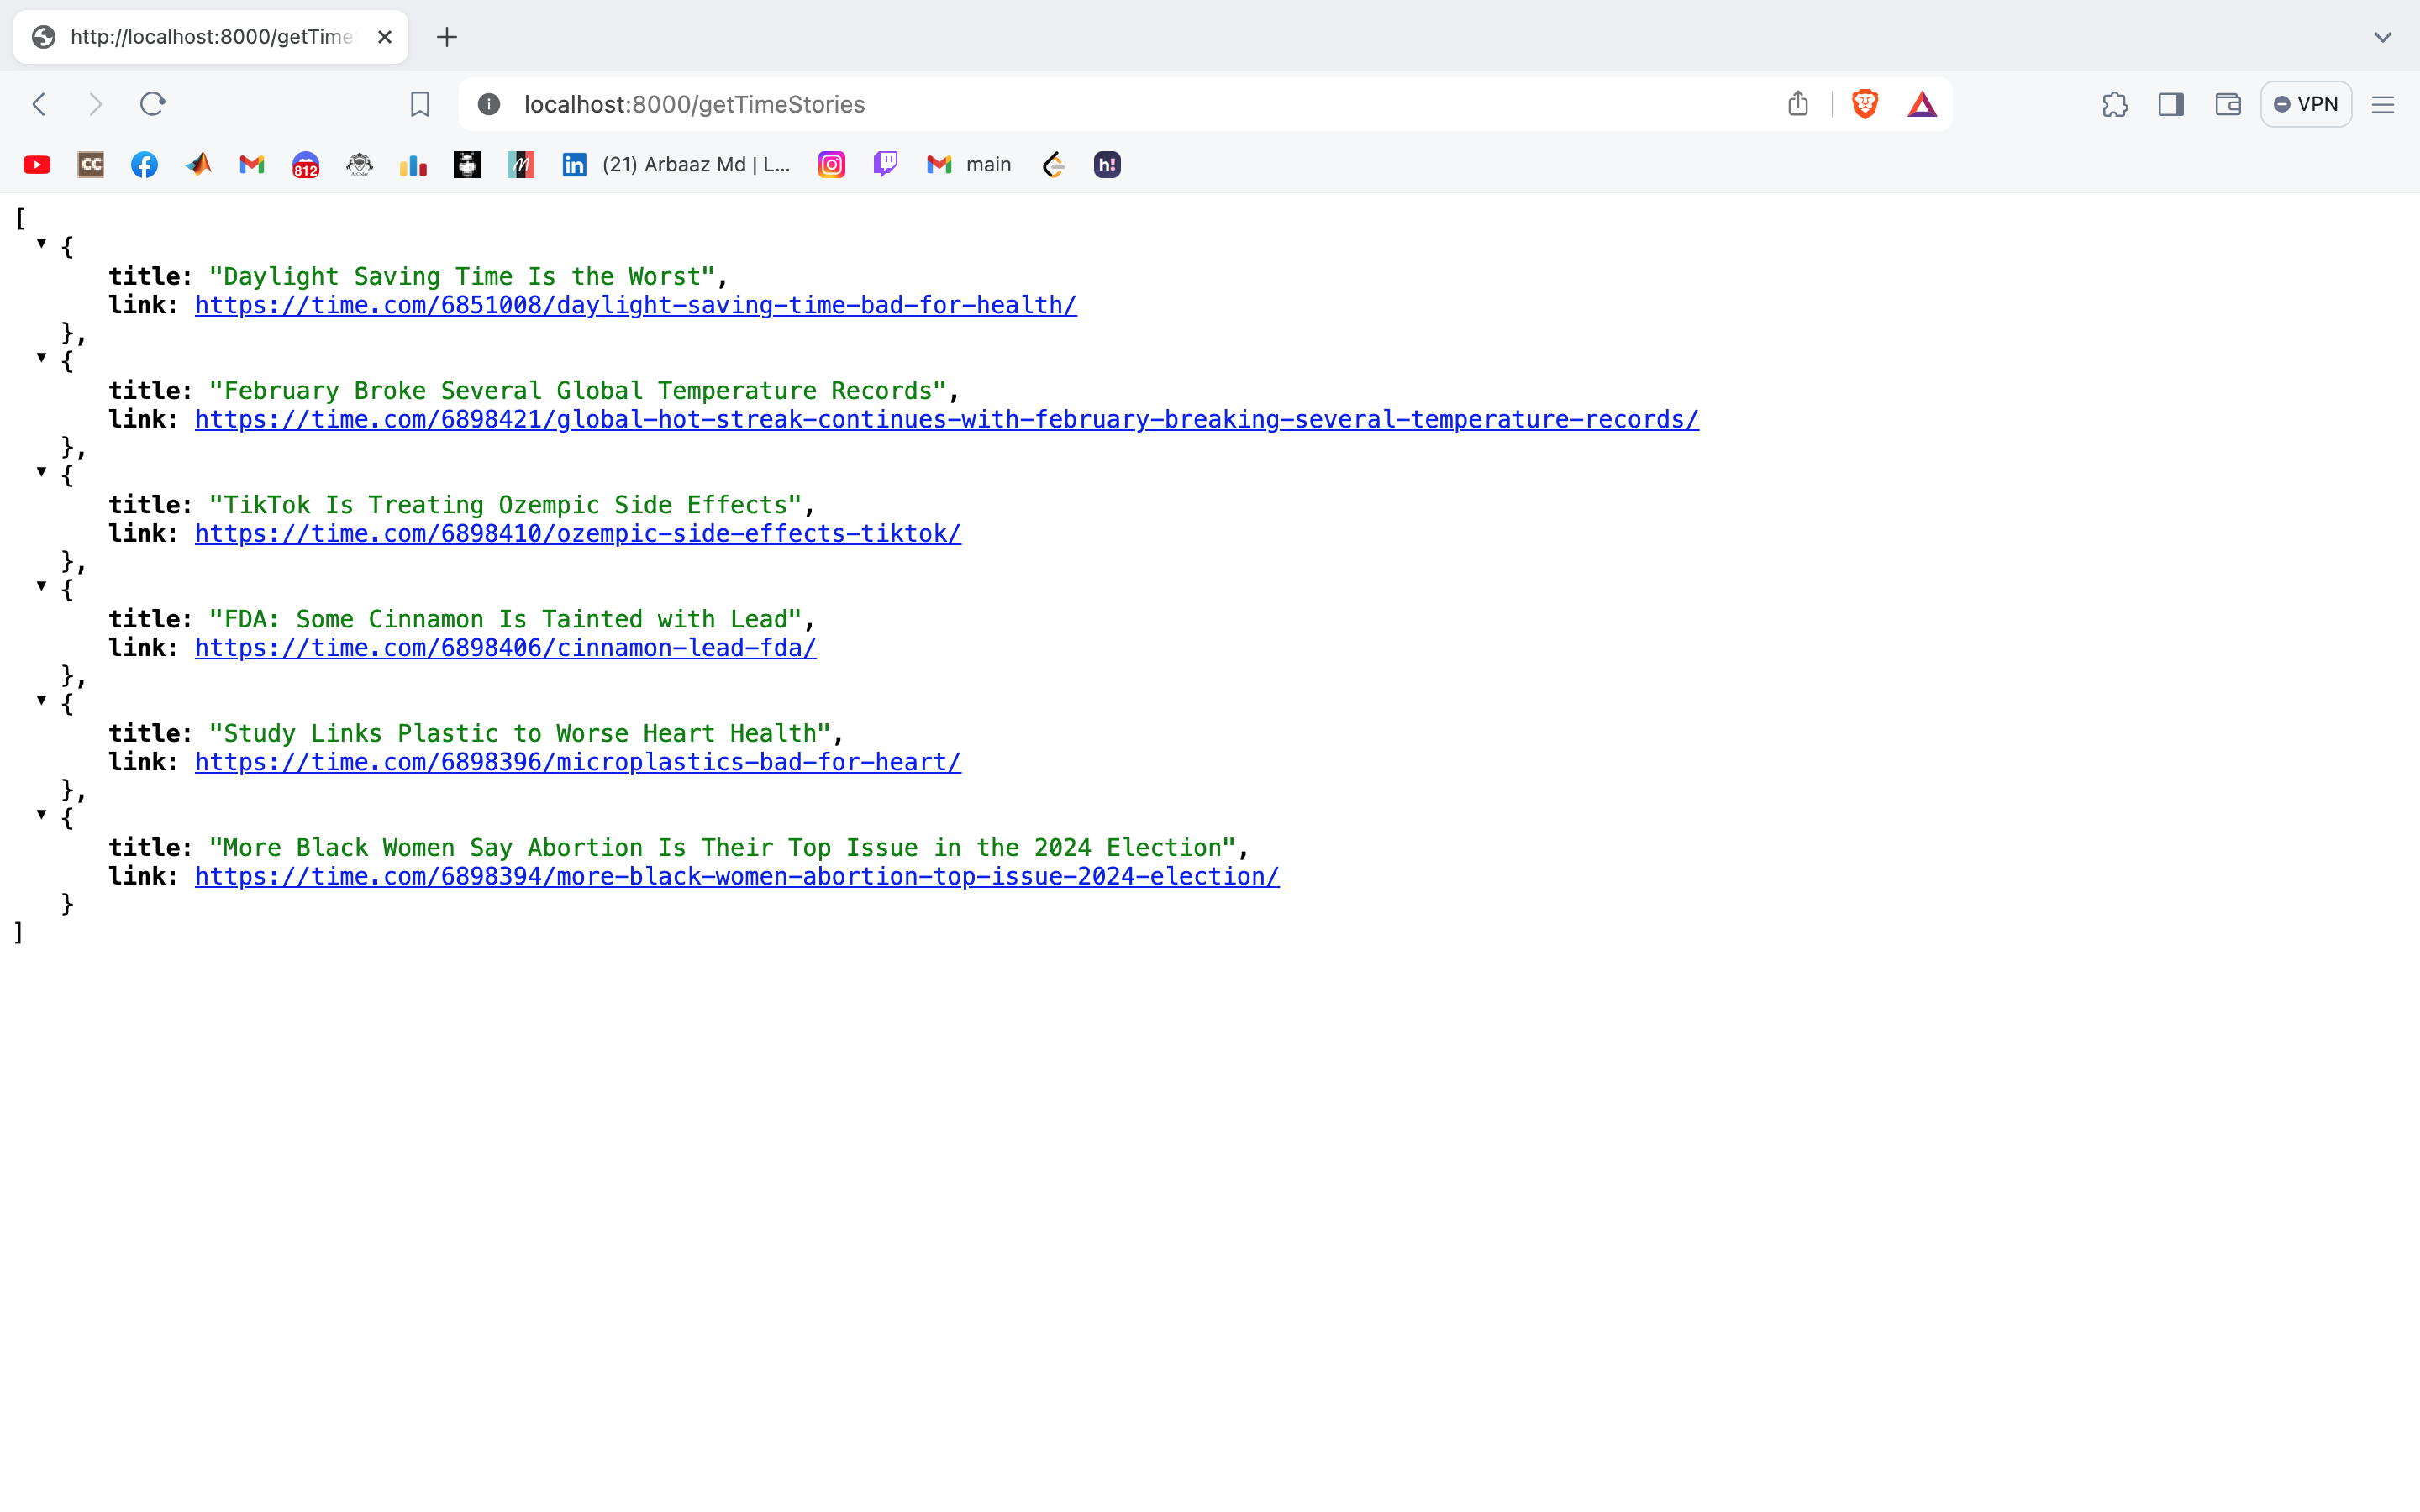 http://localhost:8000/getTime
localhost:8000/getTimeStories
VPN
CC
812
M
in
(21) Arbaaz Md | L...
main
h!
[
{
title: "Daylight Saving Time Is the Worst",
link: https://time.com/6851008/daylight-saving-time-bad-for-health/
},
{
title: "February Broke Several Global Temperature Records",
link: https://time.com/6898421/global-hot-streak-continues-with-february-breaking-several-temperature-records/
},
{
title: "TikTok Is Treating Ozempic Side Effects",
link: https://time.com/6898410/ozempic-side-effects-tiktok/
},
{
title: "FDA: Some Cinnamon Is Tainted with Lead",
link: https://time.com/6898406/cinnamon-lead-fda/
},
{
title: "Study Links Plastic to Worse Heart Health",
link: https://time.com/6898396/microplastics-bad-for-heart/
},
{
title: "More Black Women Say Abortion Is Their Top Issue in the 2024 Election",
link: https://time.com/6898394/more-black-women-abortion-top-issue-2024-election/
}
]